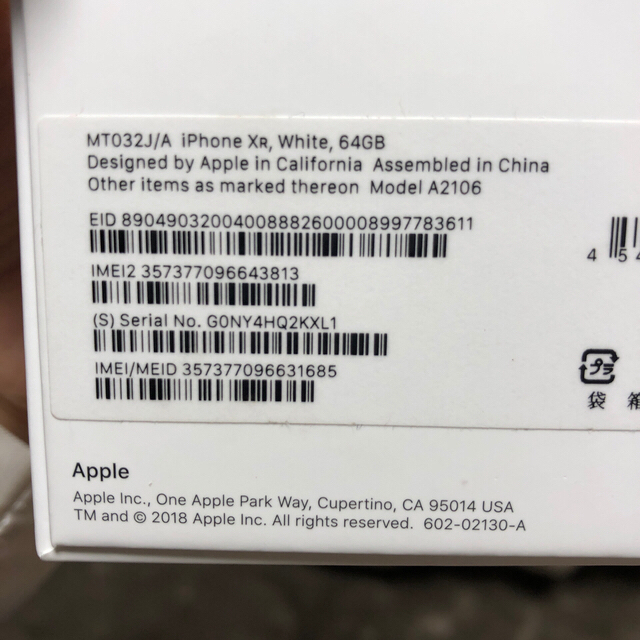 MT032J/A iPhone XR, White, 64GB
Designed by Apple in California Assembled in China
Other items as marked thereon Model A2106
EID 89049032004008882600008997783611
IMEI2 357377096643813
(S) Serial No. G0NY4HQ2KXL1
IMEI/MEID 357377096631685
4 54
プラ
袋 箱
Apple
Apple Inc., One Apple Park Way, Cupertino, CA 95014 USA
TM and © 2018 Apple Inc. All rights reserved. 602-02130-A